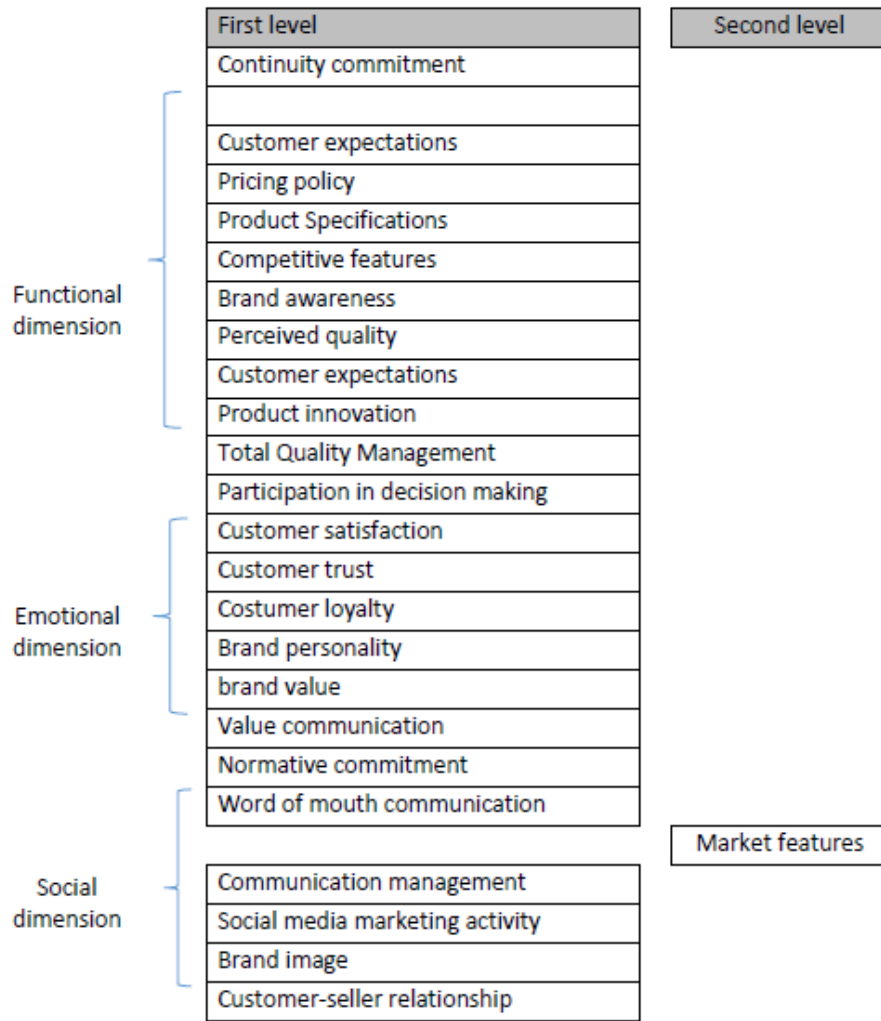 First level
Second level
Continuity commitment
Customer expectations
Pricing policy
Product Specifications
Competitive features
Functional
dimension
Brand awareness
Perceived quality
Customer expectations
Product innovation
Total Quality Management
Participation in decision making
Customer satisfaction
Customer trust
Emotional
dimension
Costumer loyalty
Brand personality
brand value
Value communication
Normative commitment
Word of mouth communication
Market features
Social
dimension
Communication management
Social media marketing activity
Brand image
Customer-seller relationship